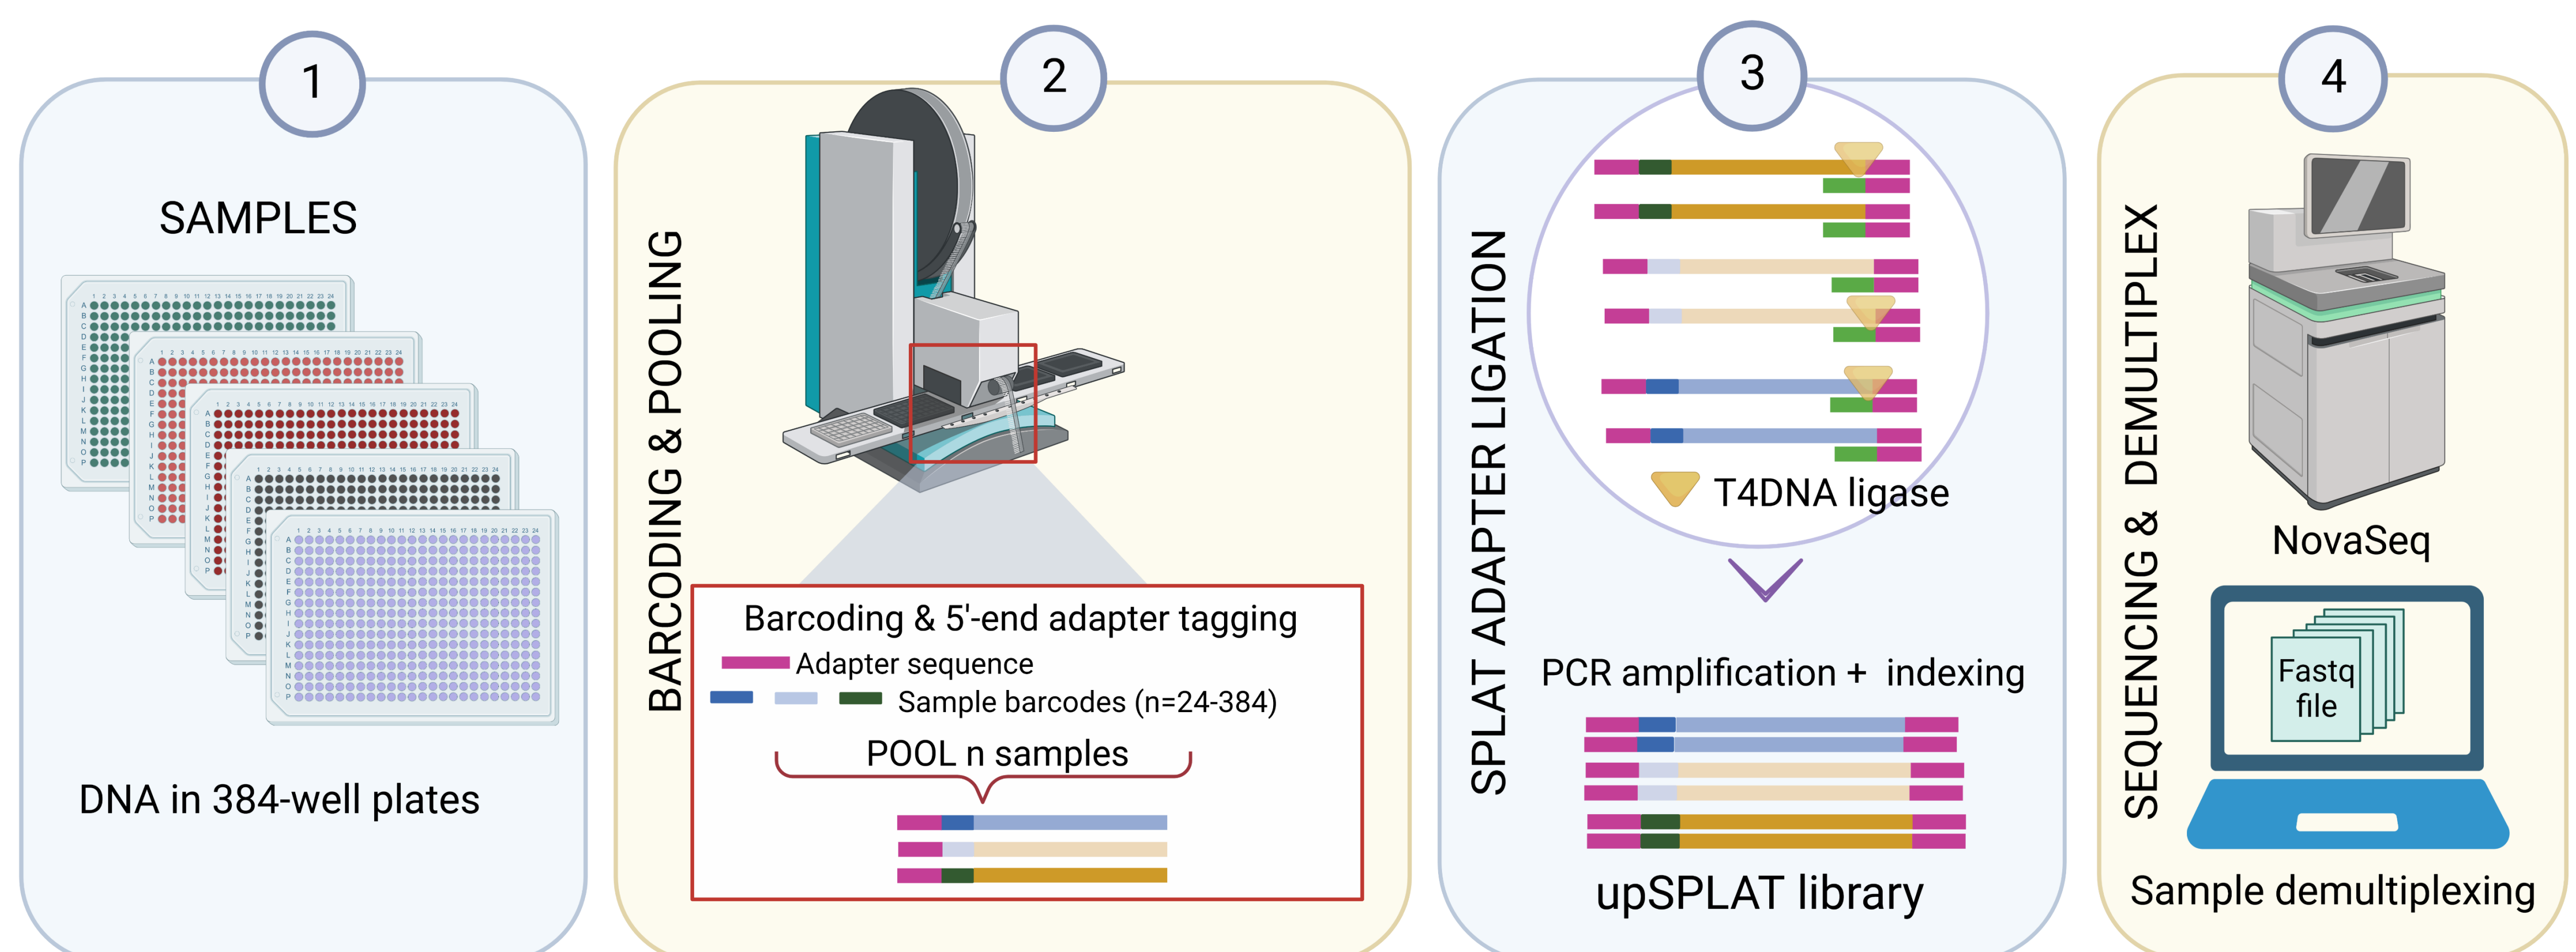 1
SAMPLES
DNA in 384-well plates
2
BARCODING & POOLING
Barcoding & 5'-end adapter tagging
Adapter sequence
Sample barcodes (n=24-384)
POOL n samples
3
SPLAT ADAPTER LIGATION
T4DNA ligase
PCR amplification + indexing
upSPLAT library
4
SEQUENCING & DEMULTIPLEX
NovaSeq
Fastq
file
Sample demultiplexing